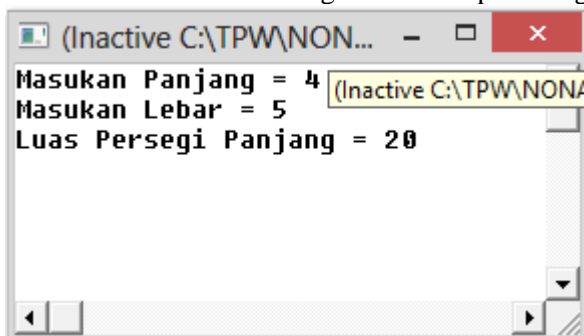 (Inactive C:\TPW\NON...
Masukan Panjang = 4
(Inactive C:\TPW\NONA
Masukan Lebar = 5
Luas Persegi Panjang = 20